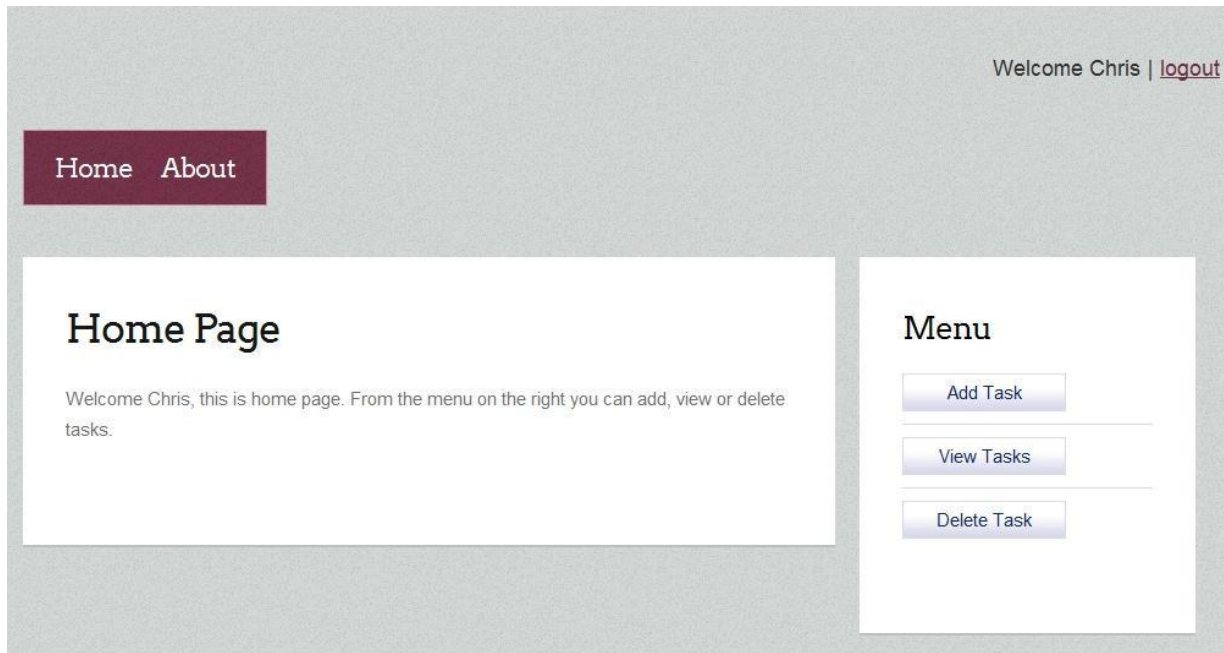 Welcome Chris | logout
Home About
Home Page
Welcome Chris, this is home page. From the menu on the right you can add, view or delete
tasks.
Menu
Add Task
View Tasks
Delete Task